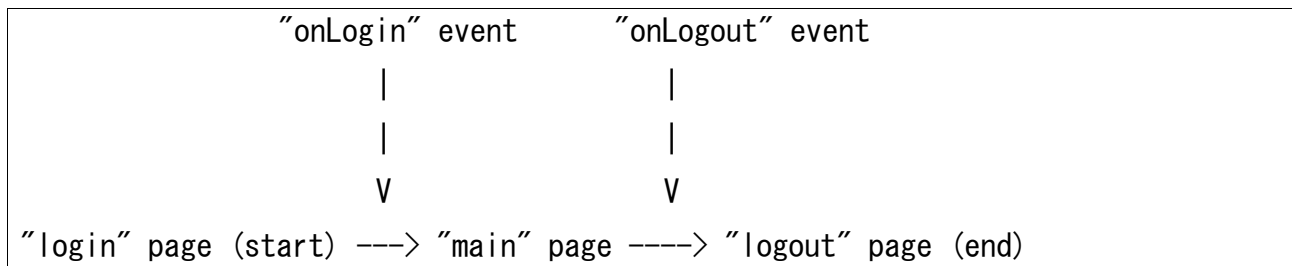 "onLogin" event     "onLogout" event
|                 |
|                 |
V                 V
"login" page (start) ---> "main" page ----> "logout" page (end)